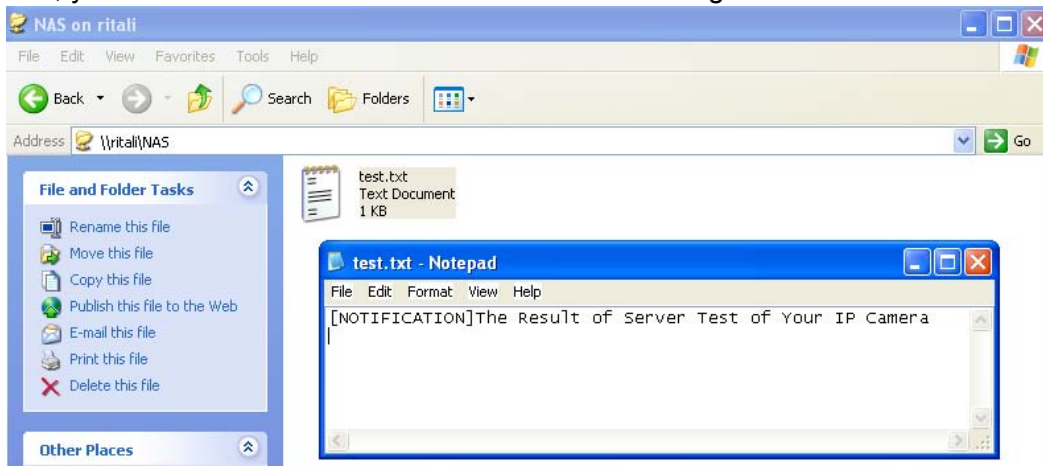 NAS on ritali
File Edit View Favorites Tools Help
Back Search Folders
Address \\ritali\NAS Go
File and Folder Tasks
Rename this file
Move this file
Copy this file
Publish this file to the Web
E-mail this file
Print this file
Delete this file
Other Places
test.txt
Text Document
1 KB
test.txt - Notepad
File Edit Format View Help
[NOTIFICATION]The Result of Server Test of Your IP Camera